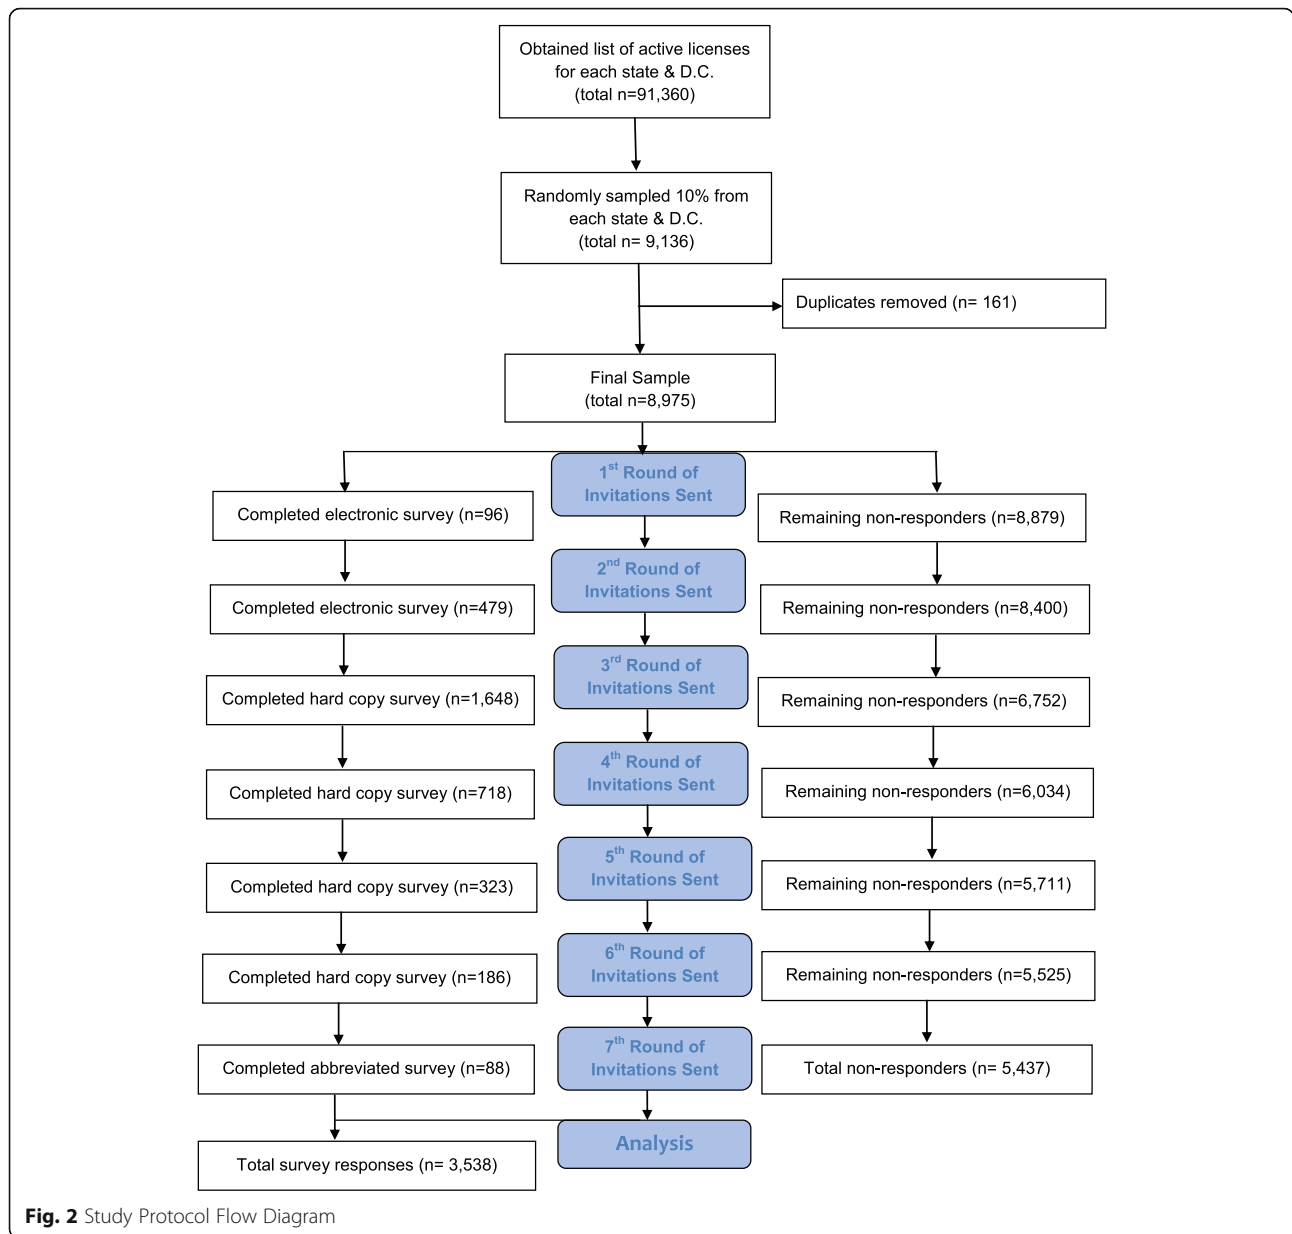 Obtained list of active licenses
for each state & D.C.
(total n=91,360)
Randomly sampled 10% from
each state & D.C.
(total n= 9,136)
Duplicates removed (n= 161)
Final Sample
(total n=8,975)
1st Round of
Invitations Sent
Completed electronic survey (n=96)
Remaining non-responders (n=8,879)
2nd Round of
Invitations Sent
Completed electronic survey (n=479)
Remaining non-responders (n=8,400)
3rd Round of
Invitations Sent
Completed hard copy survey (n=1,648)
Remaining non-responders (n=6,752)
4th Round of
Invitations Sent
Completed hard copy survey (n=718)
Remaining non-responders (n=6,034)
5th Round of
Invitations Sent
Completed hard copy survey (n=323)
Remaining non-responders (n=5,711)
6th Round of
Invitations Sent
Completed hard copy survey (n=186)
Remaining non-responders (n=5,525)
7th Round of
Invitations Sent
Completed abbreviated survey (n=88)
Total non-responders (n= 5,437)
Analysis
Total survey responses (n= 3,538)
Fig. 2 Study Protocol Flow Diagram